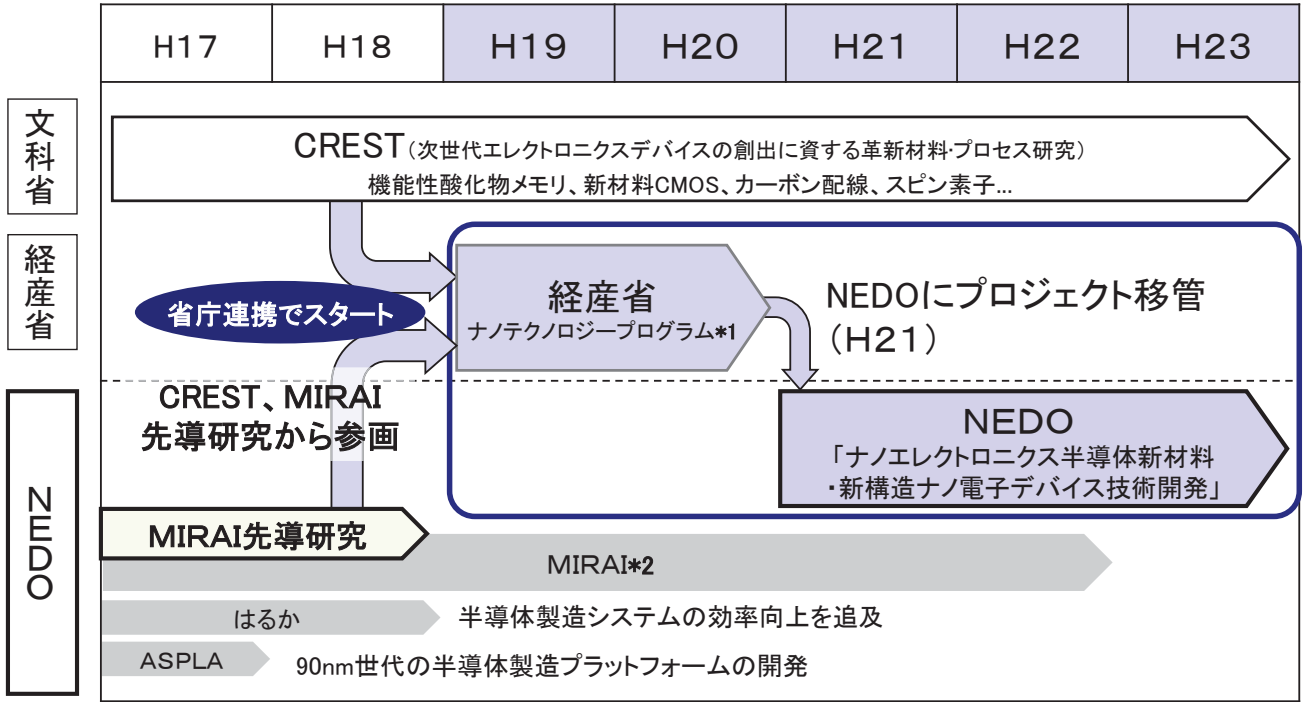 H17 H18 H19 H20 H21 H22 H23
文科省
CREST(次世代エレクトロニクスデバイスの創出に資する革新材料・プロセス研究)
機能性酸化物メモリ、新材料CMOS、カーボン配線、スピン素子...
経産省
省庁連携でスタート
経産省
ナノテクノロジープログラム*1
NEDOにプロジェクト移管
(H21)
CREST、MIRAI
先導研究から参画
NEDO
「ナノエレクトロニクス半導体新材料
・新構造ナノ電子デバイス技術開発」
NEDO
MIRAI先導研究
MIRAI*2
はるか 半導体製造システムの効率向上を追及
ASPLA 90nm世代の半導体製造プラットフォームの開発